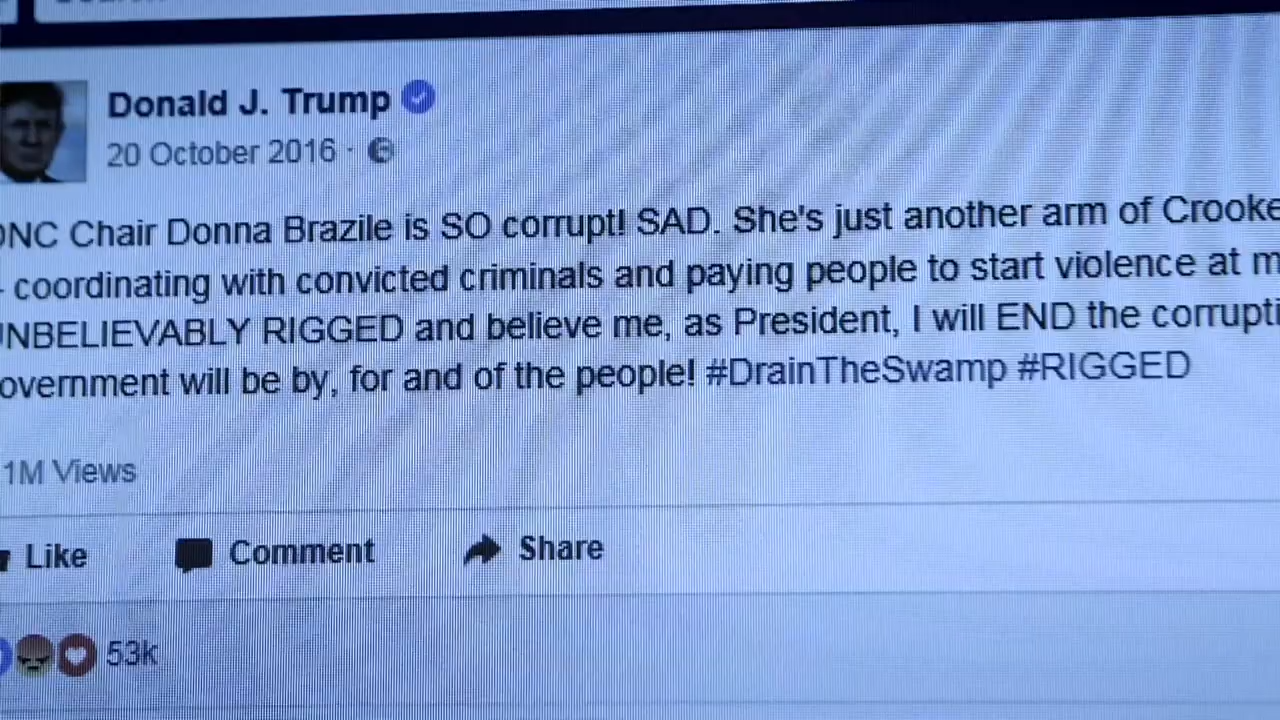 Donald J. Trump
20 October 2016 ·
DNC Chair Donna Brazile is SO corrupt! SAD. She's just another arm of Crooke
- coordinating with convicted criminals and paying people to start violence at m
UNBELIEVABLY RIGGED and believe me, as President, I will END the corrupti
overnment will be by, for and of the people! #DrainTheSwamp #RIGGED
1M Views
Like
Comment
Share
53k